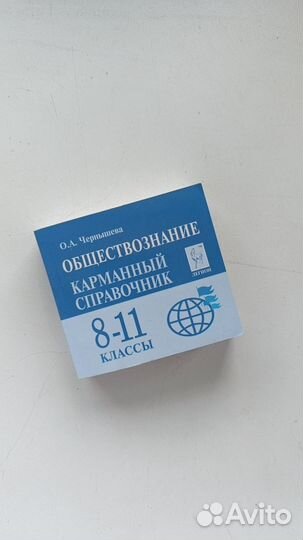 О.А. Чернышева
ОБЩЕСТВОЗНАНИЕ
КАРМАННЫЙ
СПРАВОЧНИК
ЛЕГИОН
8-11
КЛАССЫ
Avito